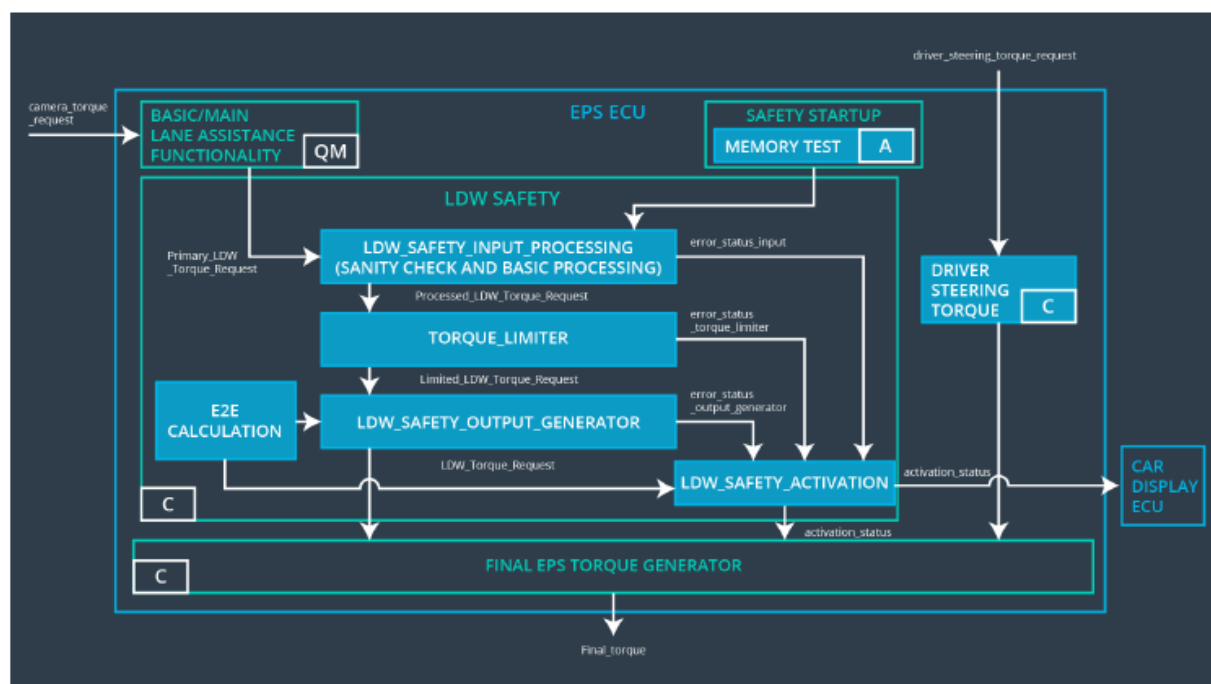 driver_steering_torque_request
camera_torque
_request
EPS ECU
BASIC/MAIN
LANE ASSISTANCE
FUNCTIONALITY
QM
SAFETY STARTUP
MEMORY TEST
A
LDW SAFETY
Primary_LDW
_Torque_Request
LDW_SAFETY_INPUT_PROCESSING
(SANITY CHECK AND BASIC PROCESSING)
error_status_input
DRIVER
STEERING
TORQUE
C
Processed_LDW_Torque_Request
TORQUE_LIMITER
error_status
_torque_limiter
Limited_LDW_Torque_Request
E2E
CALCULATION
LDW_SAFETY_OUTPUT_GENERATOR
error_status
_output_generator
LDW_Torque_Request
LDW_SAFETY_ACTIVATION
activation_status
CAR
DISPLAY
ECU
C
activation_status
FINAL EPS TORQUE GENERATOR
C
Final_torque